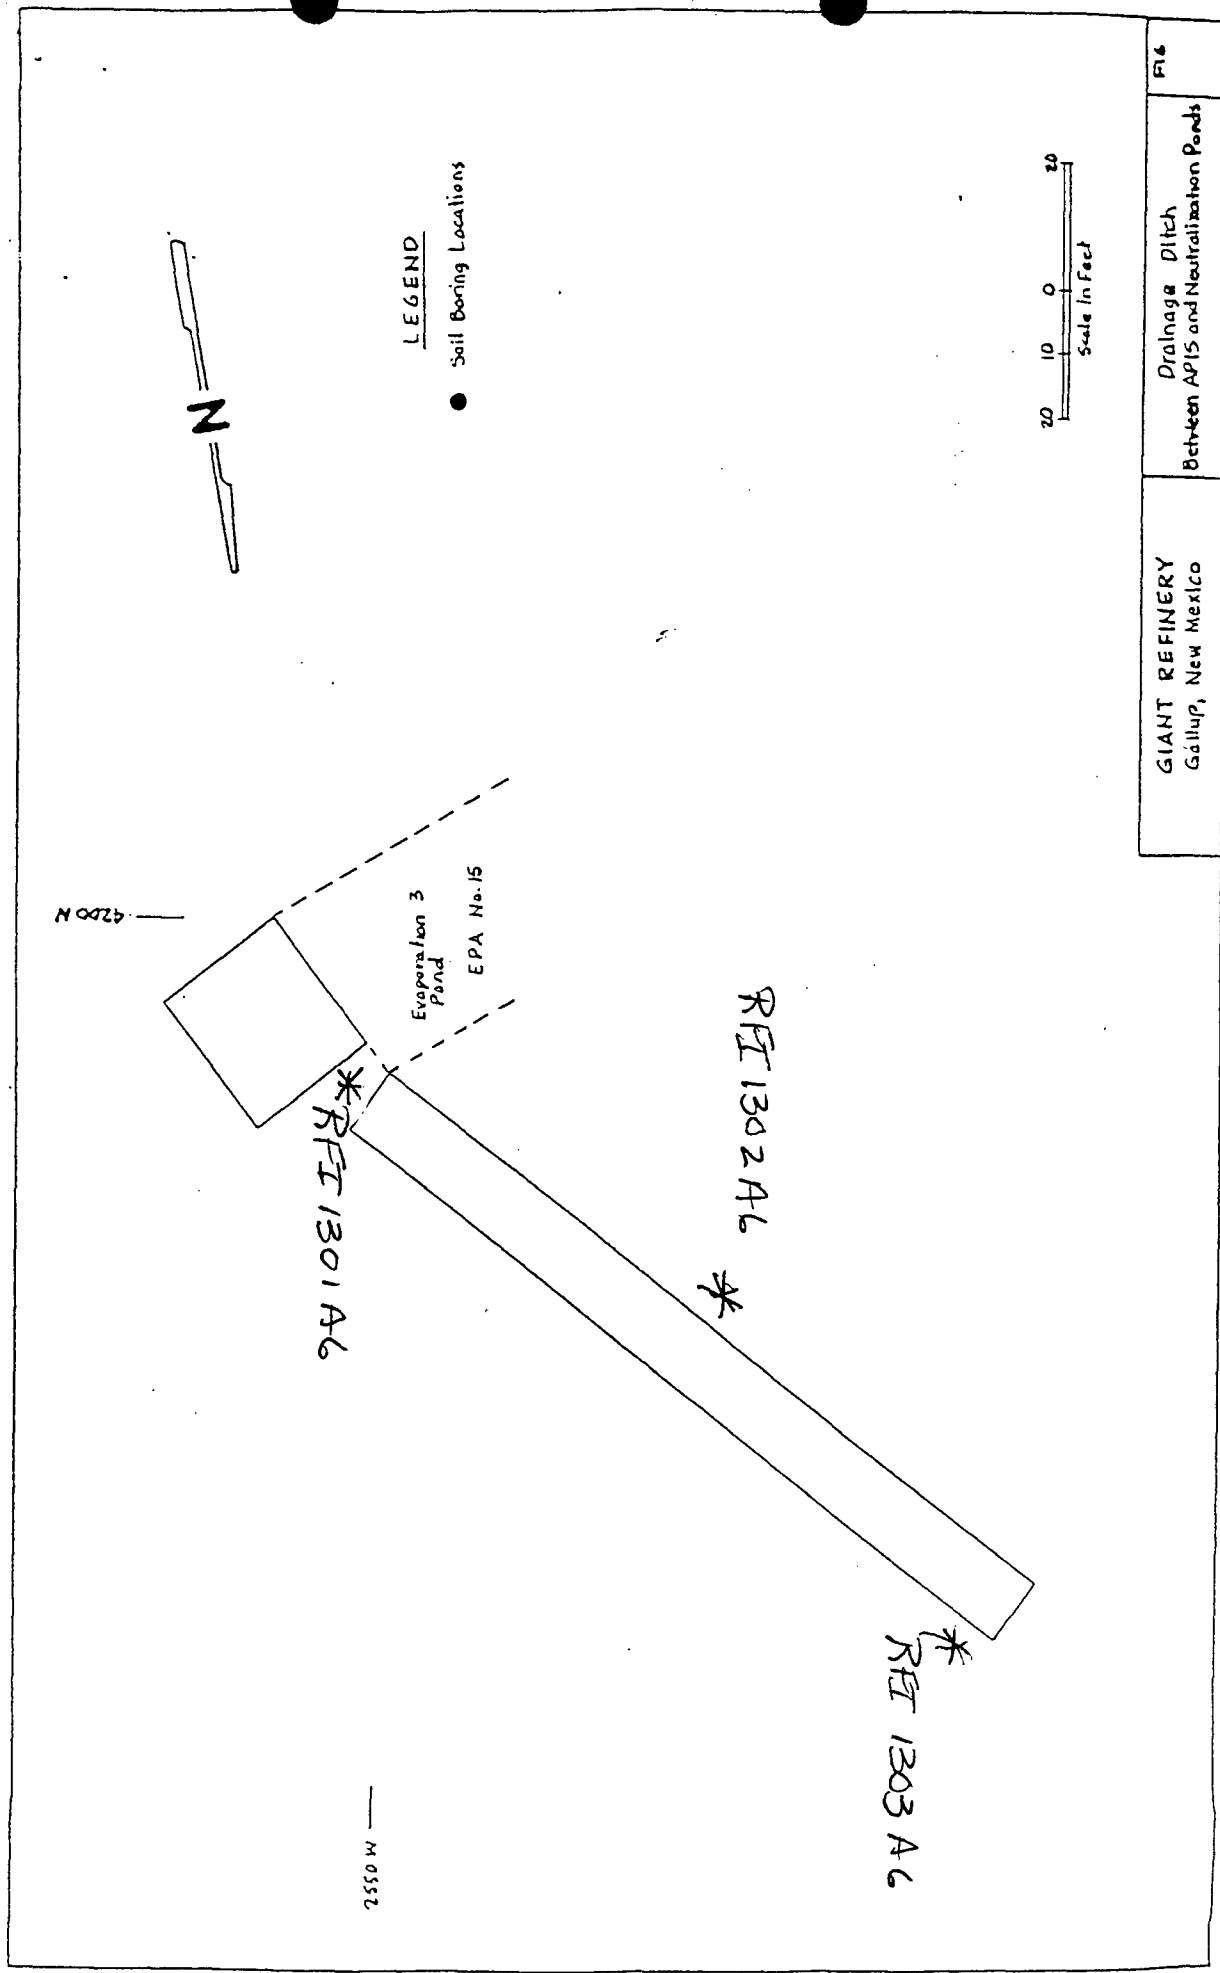 LEGEND
● Soil Boring Locations
20 10 0 20
Scale In Feet
N
4200 N
Evaporation 3
Pond
EPA No. 15
RFI 1301 A6
RFI 1302 A6
RFI 1303 A6
2550 W
GIANT REFINERY
Gallup, New Mexico
Drainage Ditch
Between APIS and Neutralization Ponds